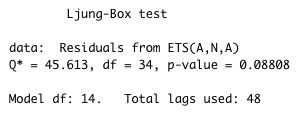 Ljung-Box test
data:  Residuals from ETS(A,N,A)
Q* = 45.613, df = 34, p-value = 0.08808
Model df: 14.   Total lags used: 48